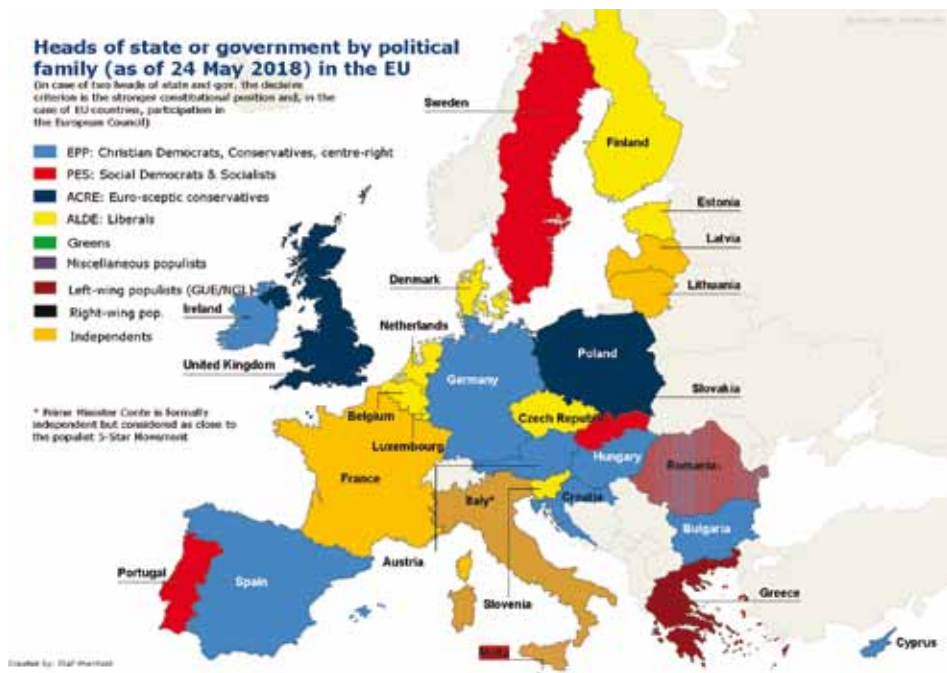 Heads of state or government by political
family (as of 24 May 2018) in the EU
(in case of two heads of state and gov. the decisive
criterion is the stronger constitutional position and, in the
case of EU countries, participation in
the European Council)
EPP: Christian Democrats, Conservatives, centre-right
PES: Social Democrats & Socialists
ACRE: Euro-sceptic conservatives
ALDE: Liberals
Greens
Miscellaneous populists
Left-wing populists (GUE/NGL)
Right-wing pop.
Independents
* Prime Minister Conte is formally
independent but considered as close to
the populist 5-Star Movement
Sweden
Finland
Estonia
Latvia
Lithuania
Denmark
Ireland
Netherlands
United Kingdom
Poland
Germany
Slovakia
Belgium
Czech Republic
Luxembourg
Hungary
Romania
France
Italy*
Croatia
Bulgaria
Austria
Portugal
Spain
Slovenia
Greece
Malta
Cyprus
Created by: